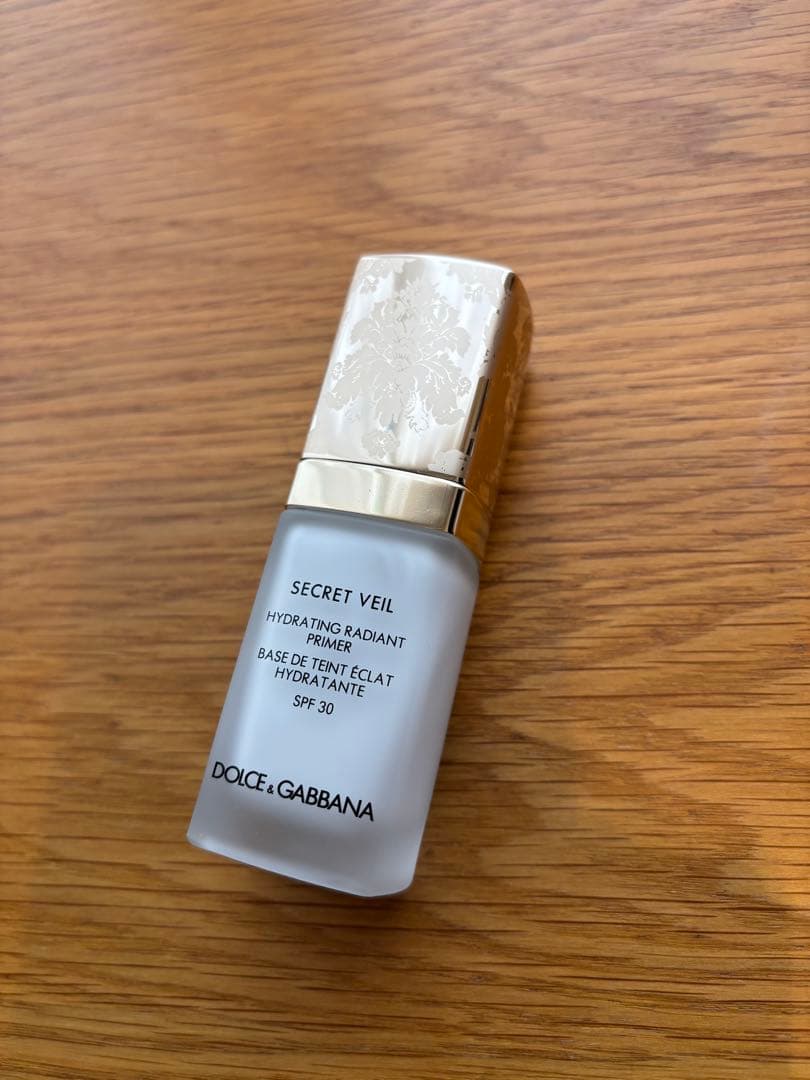 SECRET VEIL
HYDRATING RADIANT
PRIMER
BASE DE TEINT ÉCLAT
HYDRATANTE
SPF 30
DOLCE & GABBANA